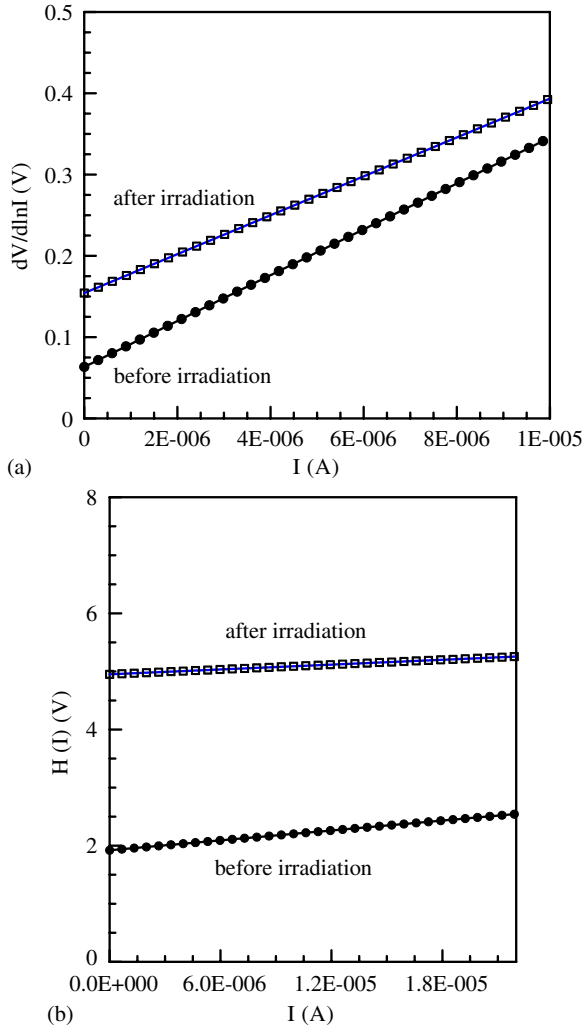 0.5
0.4
0.3
0.2
0.1
0
dV/dlnI (V)
after irradiation
before irradiation
0 2E-006 4E-006 6E-006 8E-006 1E-005
(a) I (A)
8
6
4
2
0
H (I) (V)
after irradiation
before irradiation
0.0E+000 6.0E-006 1.2E-005 1.8E-005
(b) I (A)